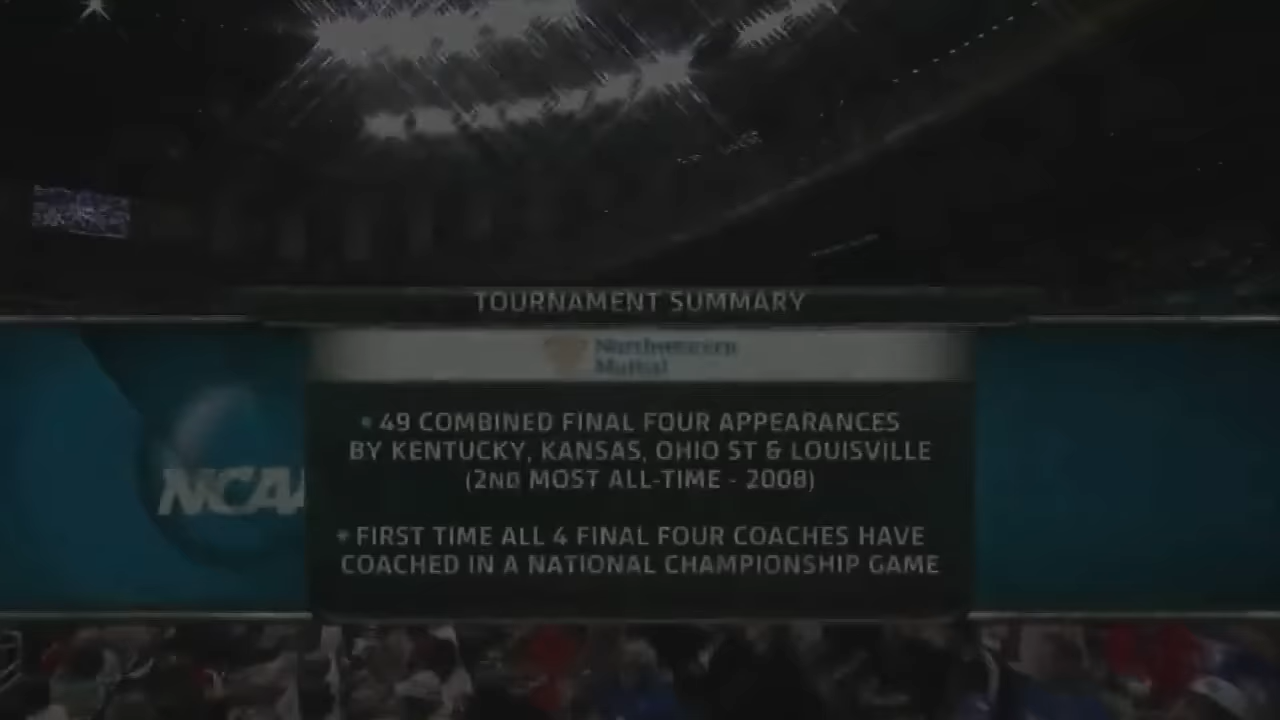 TOURNAMENT SUMMARY
Northwestern
Mutual
• 49 COMBINED FINAL FOUR APPEARANCES
BY KENTUCKY, KANSAS, OHIO ST & LOUISVILLE
(2ND MOST ALL-TIME - 2008)
NCAA
• FIRST TIME ALL 4 FINAL FOUR COACHES HAVE
COACHED IN A NATIONAL CHAMPIONSHIP GAME